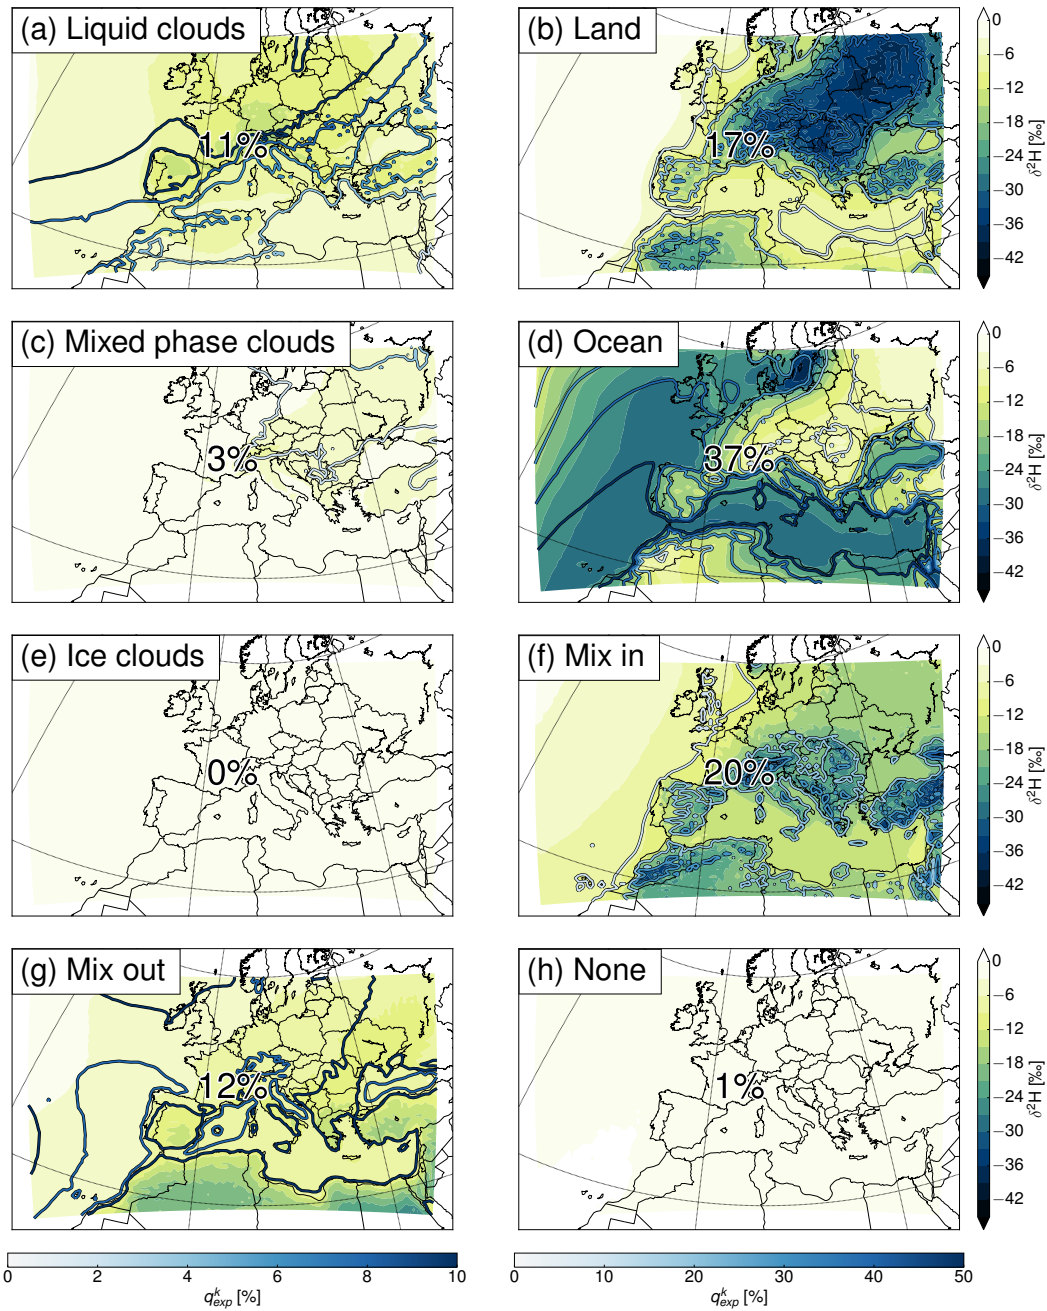 (a) Liquid clouds
11%
(b) Land
17%
0
−6
−12
−18
−24
−30
−36
−42
δ²H [‰]
(c) Mixed phase clouds
3%
(d) Ocean
37%
0
−6
−12
−18
−24
−30
−36
−42
δ²H [‰]
(e) Ice clouds
0%
(f) Mix in
20%
0
−6
−12
−18
−24
−30
−36
−42
δ²H [‰]
(g) Mix out
12%
(h) None
1%
0
−6
−12
−18
−24
−30
−36
−42
δ²H [‰]
0 2 4 6 8 10
q^k_exp [%]
0 10 20 30 40 50
q^k_exp [%]